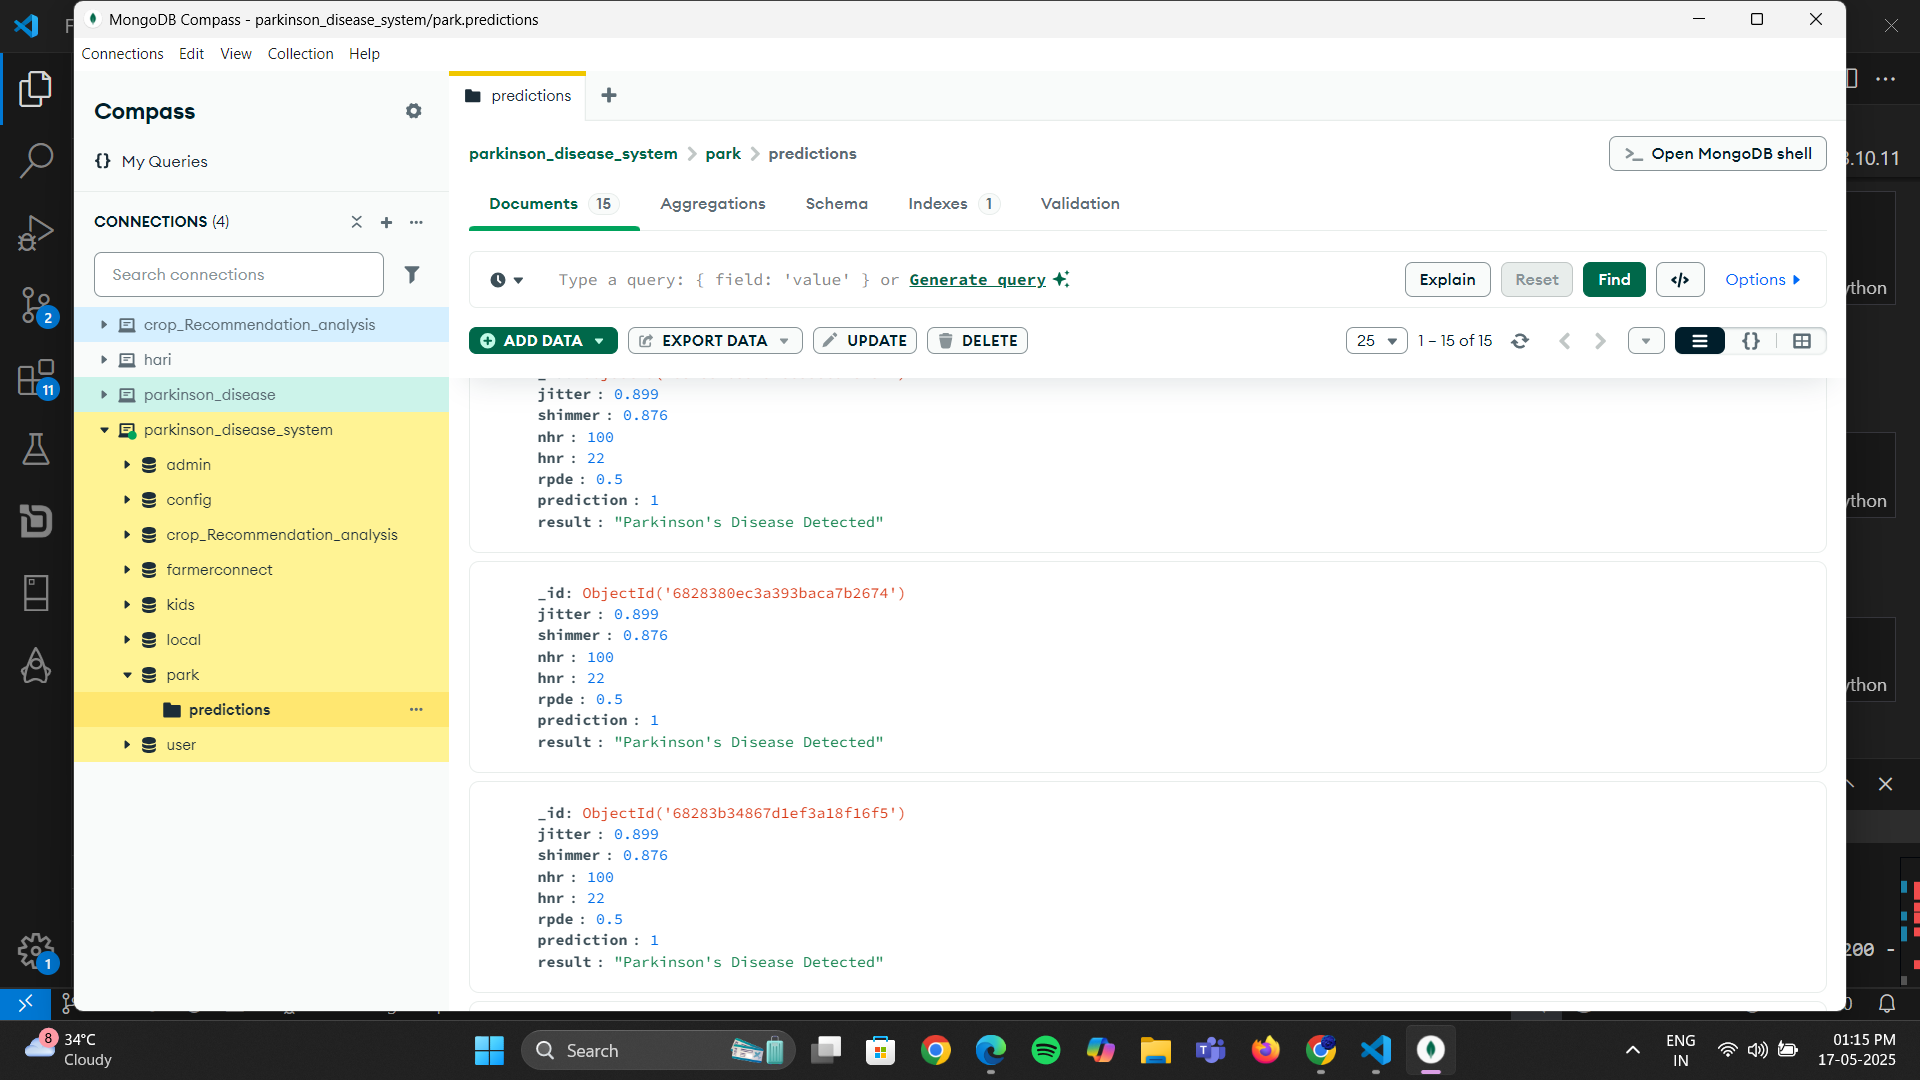 MongoDB Compass - parkinson_disease_system/park.predictions
Connections Edit View Collection Help
Compass
{} My Queries
CONNECTIONS (4)
Search connections
crop_Recommendation_analysis
hari
parkinson_disease
parkinson_disease_system
admin
config
crop_Recommendation_analysis
farmerconnect
kids
local
park
predictions
user
predictions
parkinson_disease_system > park > predictions
>_ Open MongoDB shell
Documents 15 Aggregations Schema Indexes 1 Validation
Type a query: { field: 'value' } or Generate query
Explain Reset Find </> Options
ADD DATA EXPORT DATA UPDATE DELETE
25 1 – 15 of 15 {}
jitter : 0.899
shimmer : 0.876
nhr : 100
hnr : 22
rpde : 0.5
prediction : 1
result : "Parkinson's Disease Detected"
_id: ObjectId('6828380ec3a393baca7b2674')
jitter : 0.899
shimmer : 0.876
nhr : 100
hnr : 22
rpde : 0.5
prediction : 1
result : "Parkinson's Disease Detected"
_id: ObjectId('68283b34867d1ef3a18f16f5')
jitter : 0.899
shimmer : 0.876
nhr : 100
hnr : 22
rpde : 0.5
prediction : 1
result : "Parkinson's Disease Detected"
2
11
1
.10.11
thon
thon
thon
200 -
8
34°C
Cloudy
Search
ENG
IN
01:15 PM
17-05-2025